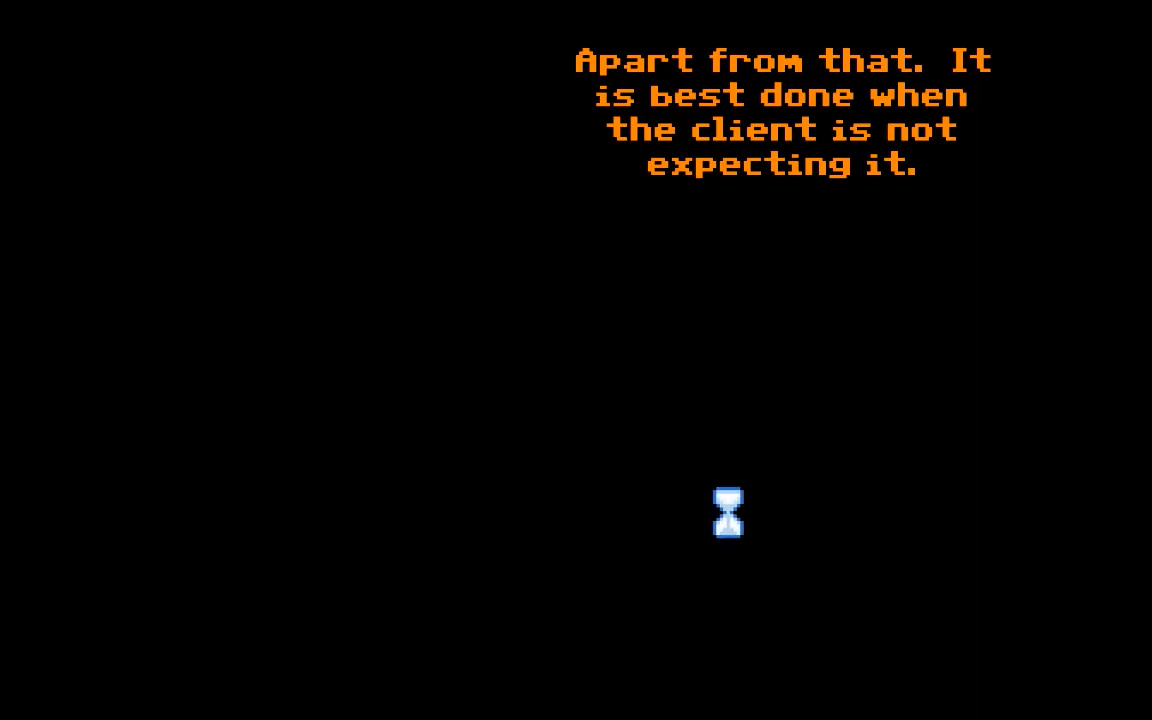 Apart from that.  It
is best done when
the client is not
expecting it.